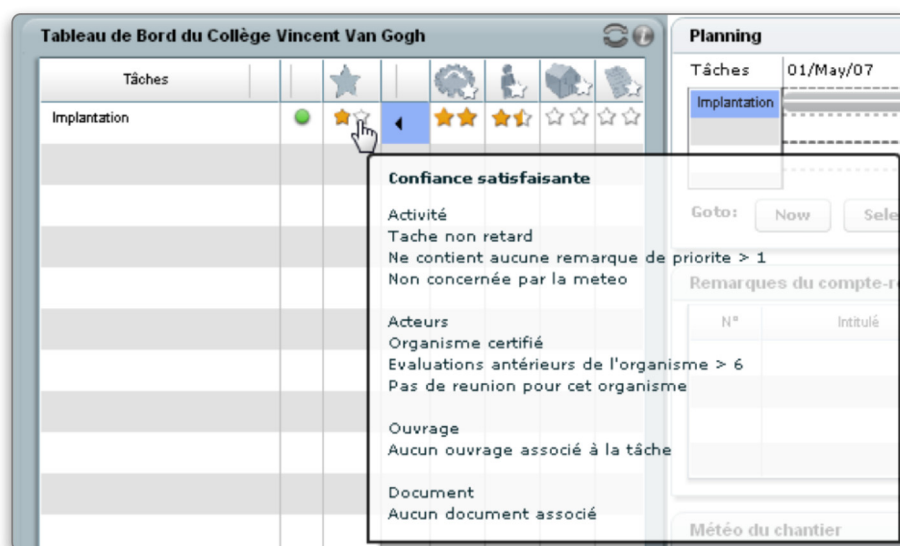 Tableau de Bord du Collège Vincent Van Gogh
Tâches
Implantation
Confiance satisfaisante
Activité
Tache non retard
Ne contient aucune remarque de priorite > 1
Non concernée par la meteo
Acteurs
Organisme certifié
Evaluations antérieurs de l'organisme > 6
Pas de reunion pour cet organisme
Ouvrage
Aucun ouvrage associé à la tâche
Document
Aucun document associé
Planning
Tâches 01/May/07
Implantation
Goto: Now Sele
Remarques du compte-r
N° Intitulé
Météo du chantier